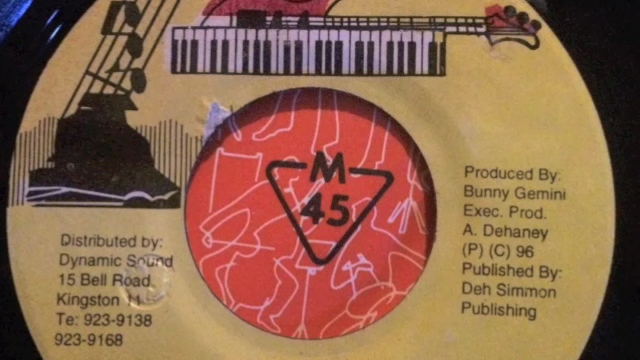 M
45
Distributed by:
Dynamic Sound
15 Bell Road,
Kingston 11
Te: 923-9138
923-9168
Produced By:
Bunny Gemini
Exec. Prod.
A. Dehaney
(P) (C) 96
Published By:
Deh Simmon
Publishing